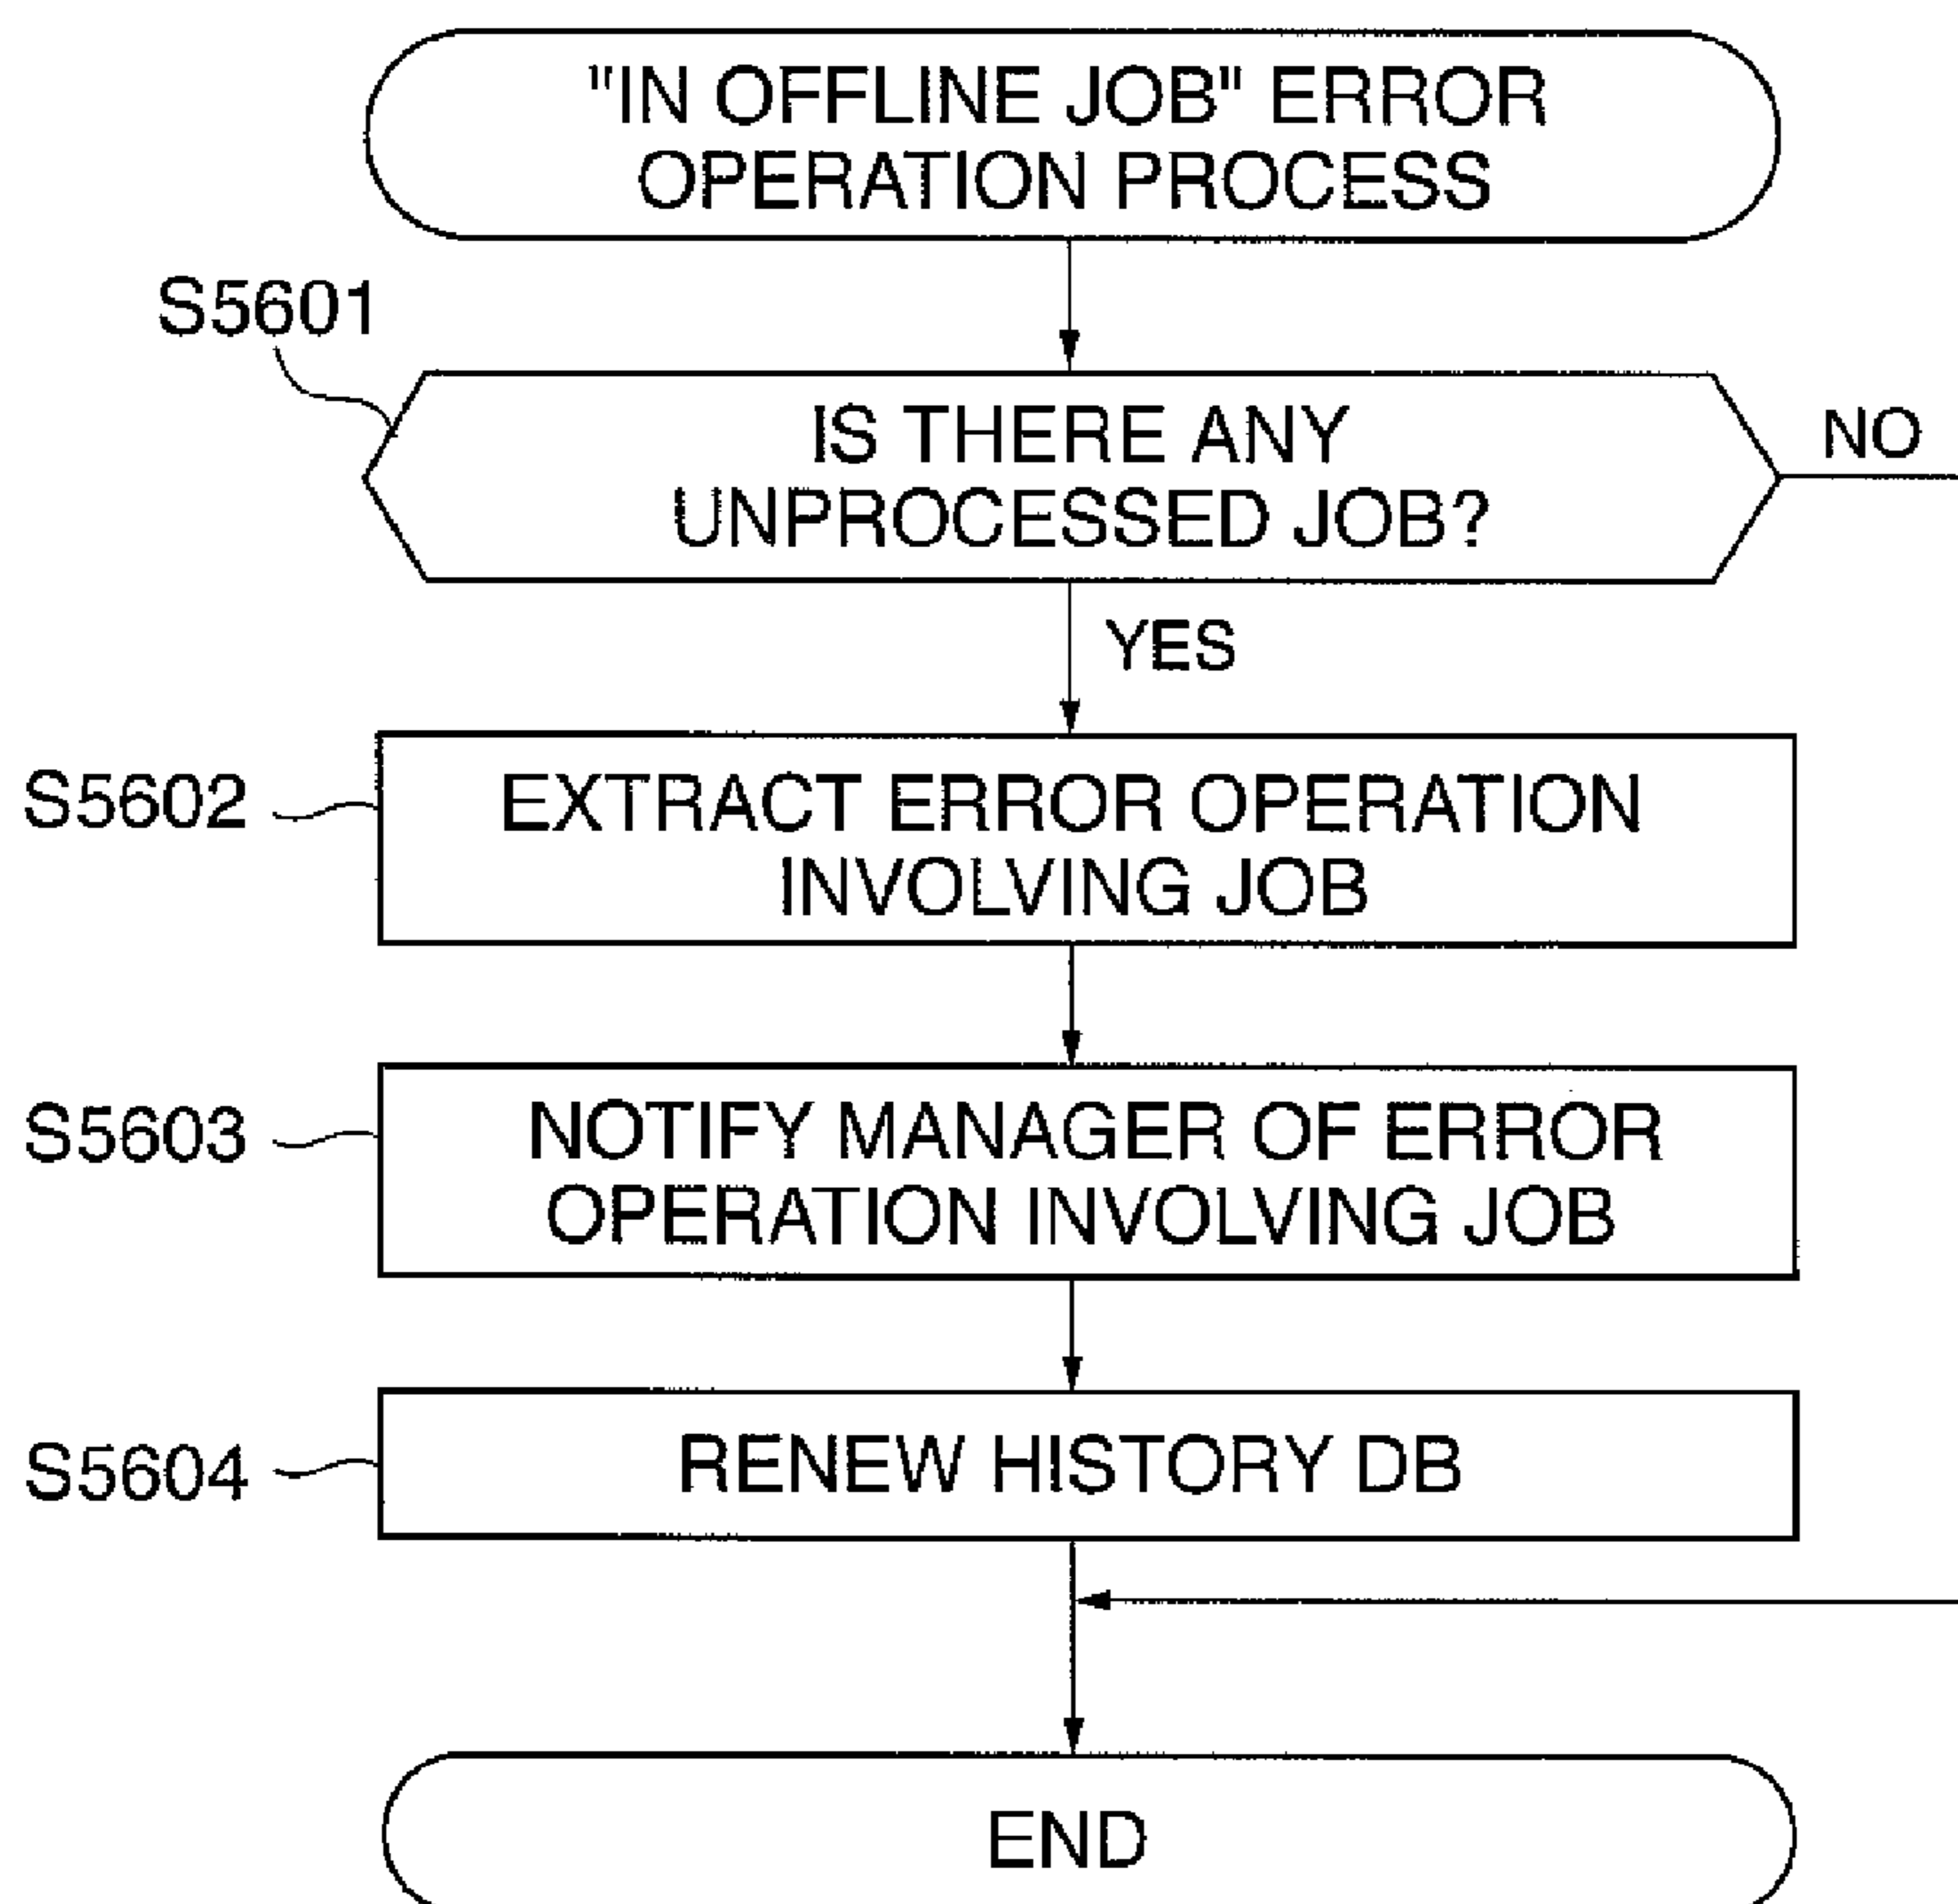 "IN OFFLINE JOB" ERROR
OPERATION PROCESS
S5601
IS THERE ANY
UNPROCESSED JOB?
NO
YES
S5602
EXTRACT ERROR OPERATION
INVOLVING JOB
S5603
NOTIFY MANAGER OF ERROR
OPERATION INVOLVING JOB
S5604
RENEW HISTORY DB
END